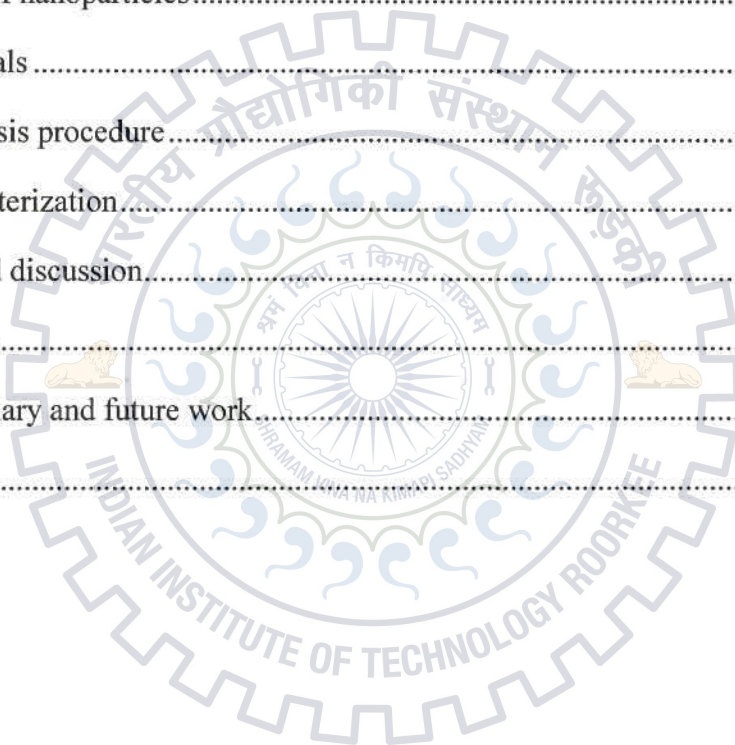 nanoparticles
als
sis procedure
terization
d discussion
ary and future work
भारतीय प्रौद्योगिकी संस्थान रूड़की
श्रमं विना न किमपि साध्यम्
SHRAMAM VINA NA KIMAPI SADHYAM
INDIAN INSTITUTE OF TECHNOLOGY ROORKEE